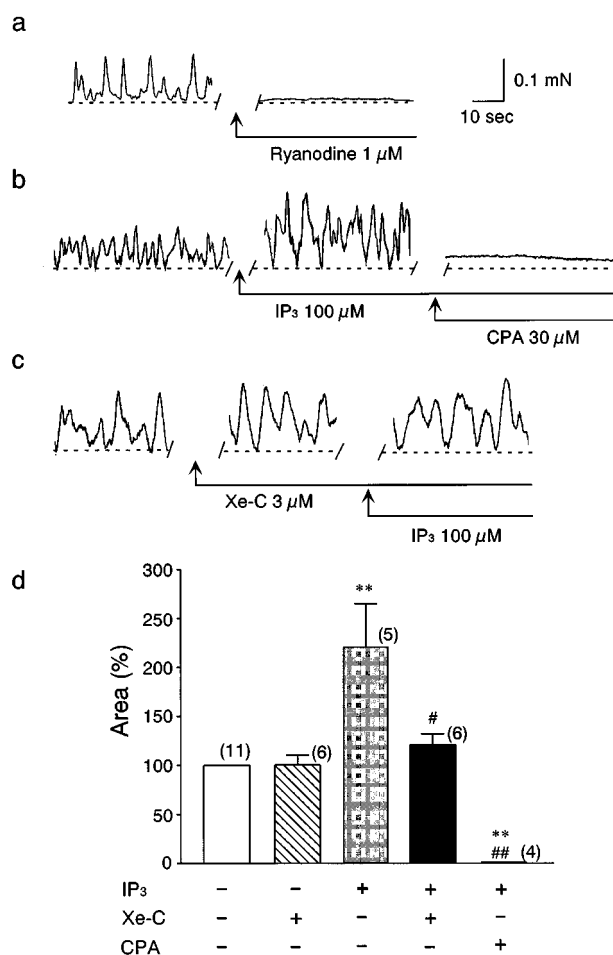 a
0.1 mN
10 sec
Ryanodine 1 μM
b
IP₃ 100 μM
CPA 30 μM
c
Xe-C 3 μM
IP₃ 100 μM
d
Area (%)
300
250
200
150
100
50
0
(11)
(6)
**
(5)
#
(6)
**
## (4)
IP₃ − − + + +
Xe-C − + − + −
CPA − − − − +